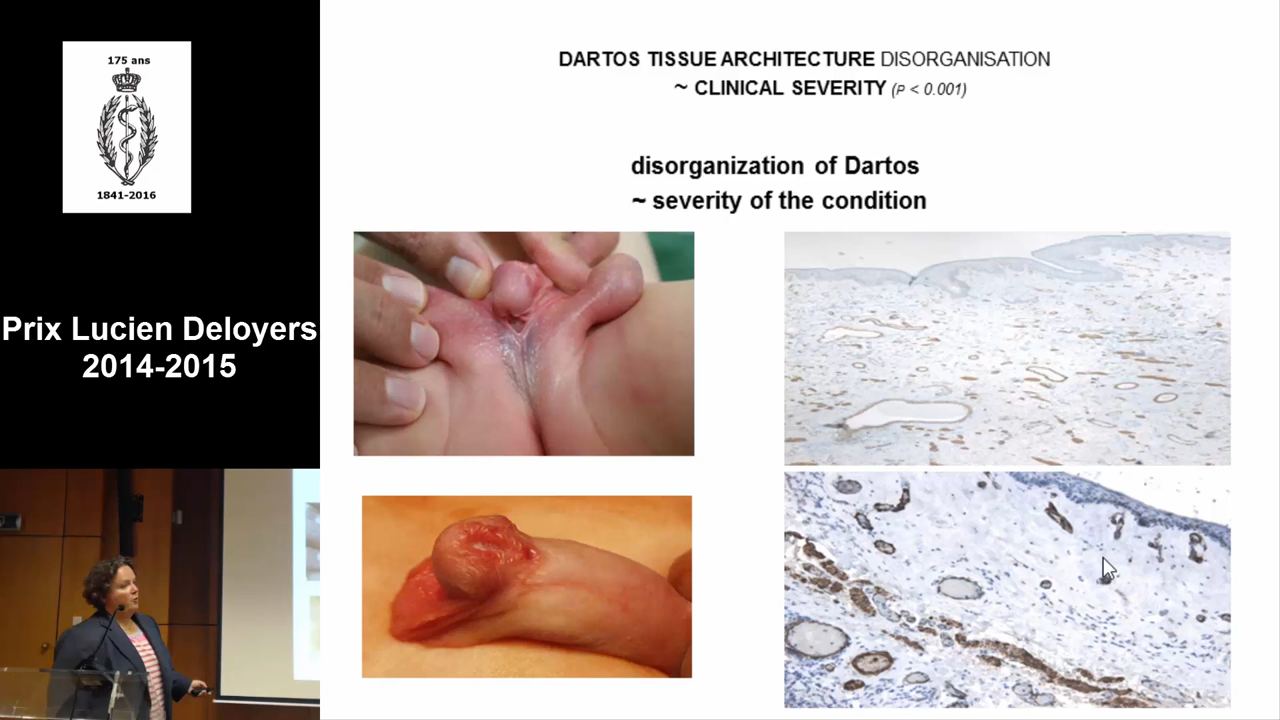 175 ans
1841-2016
Prix Lucien Deloyers
2014-2015
DARTOS TISSUE ARCHITECTURE DISORGANISATION
~ CLINICAL SEVERITY (P < 0.001)
disorganization of Dartos
~ severity of the condition